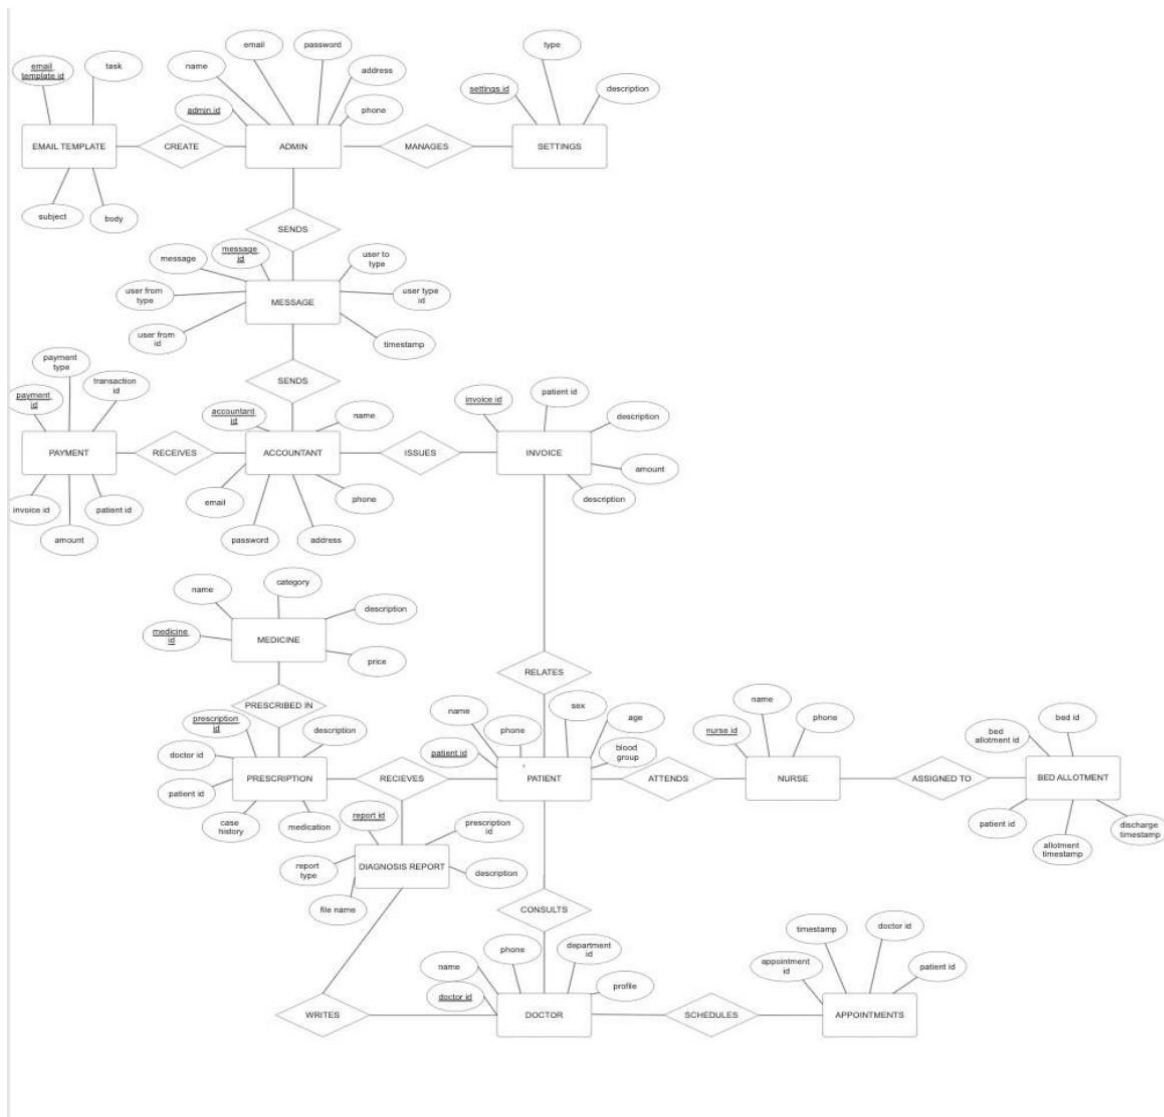 email
password
type
email
template id
task
name
address
settings id
description
admin id
phone
EMAIL TEMPLATE
CREATE
ADMIN
MANAGES
SETTINGS
subject
body
SENDS
message
message
id
user to
type
user from
type
MESSAGE
user type
id
user from
id
timestamp
payment
type
SENDS
transaction
id
payment
id
accountant
id
name
invoice id
patient id
description
PAYMENT
RECEIVES
ACCOUNTANT
ISSUES
INVOICE
amount
invoice id
patient id
email
phone
description
amount
password
address
name
category
description
medicine
id
MEDICINE
price
RELATES
PRESCRIBED IN
name
sex
name
prescription
id
description
phone
age
nurse id
phone
bed
allotment id
bed id
doctor id
patient id
blood
group
PRESCRIPTION
RECIEVES
PATIENT
ATTENDS
NURSE
ASSIGNED TO
BED ALLOTMENT
patient id
case
history
medication
report id
prescription
id
patient id
allotment
timestamp
discharge
timestamp
report
type
DIAGNOSIS REPORT
description
file name
CONSULTS
name
phone
department
id
timestamp
doctor id
doctor id
profile
appointment
id
patient id
WRITES
DOCTOR
SCHEDULES
APPOINTMENTS